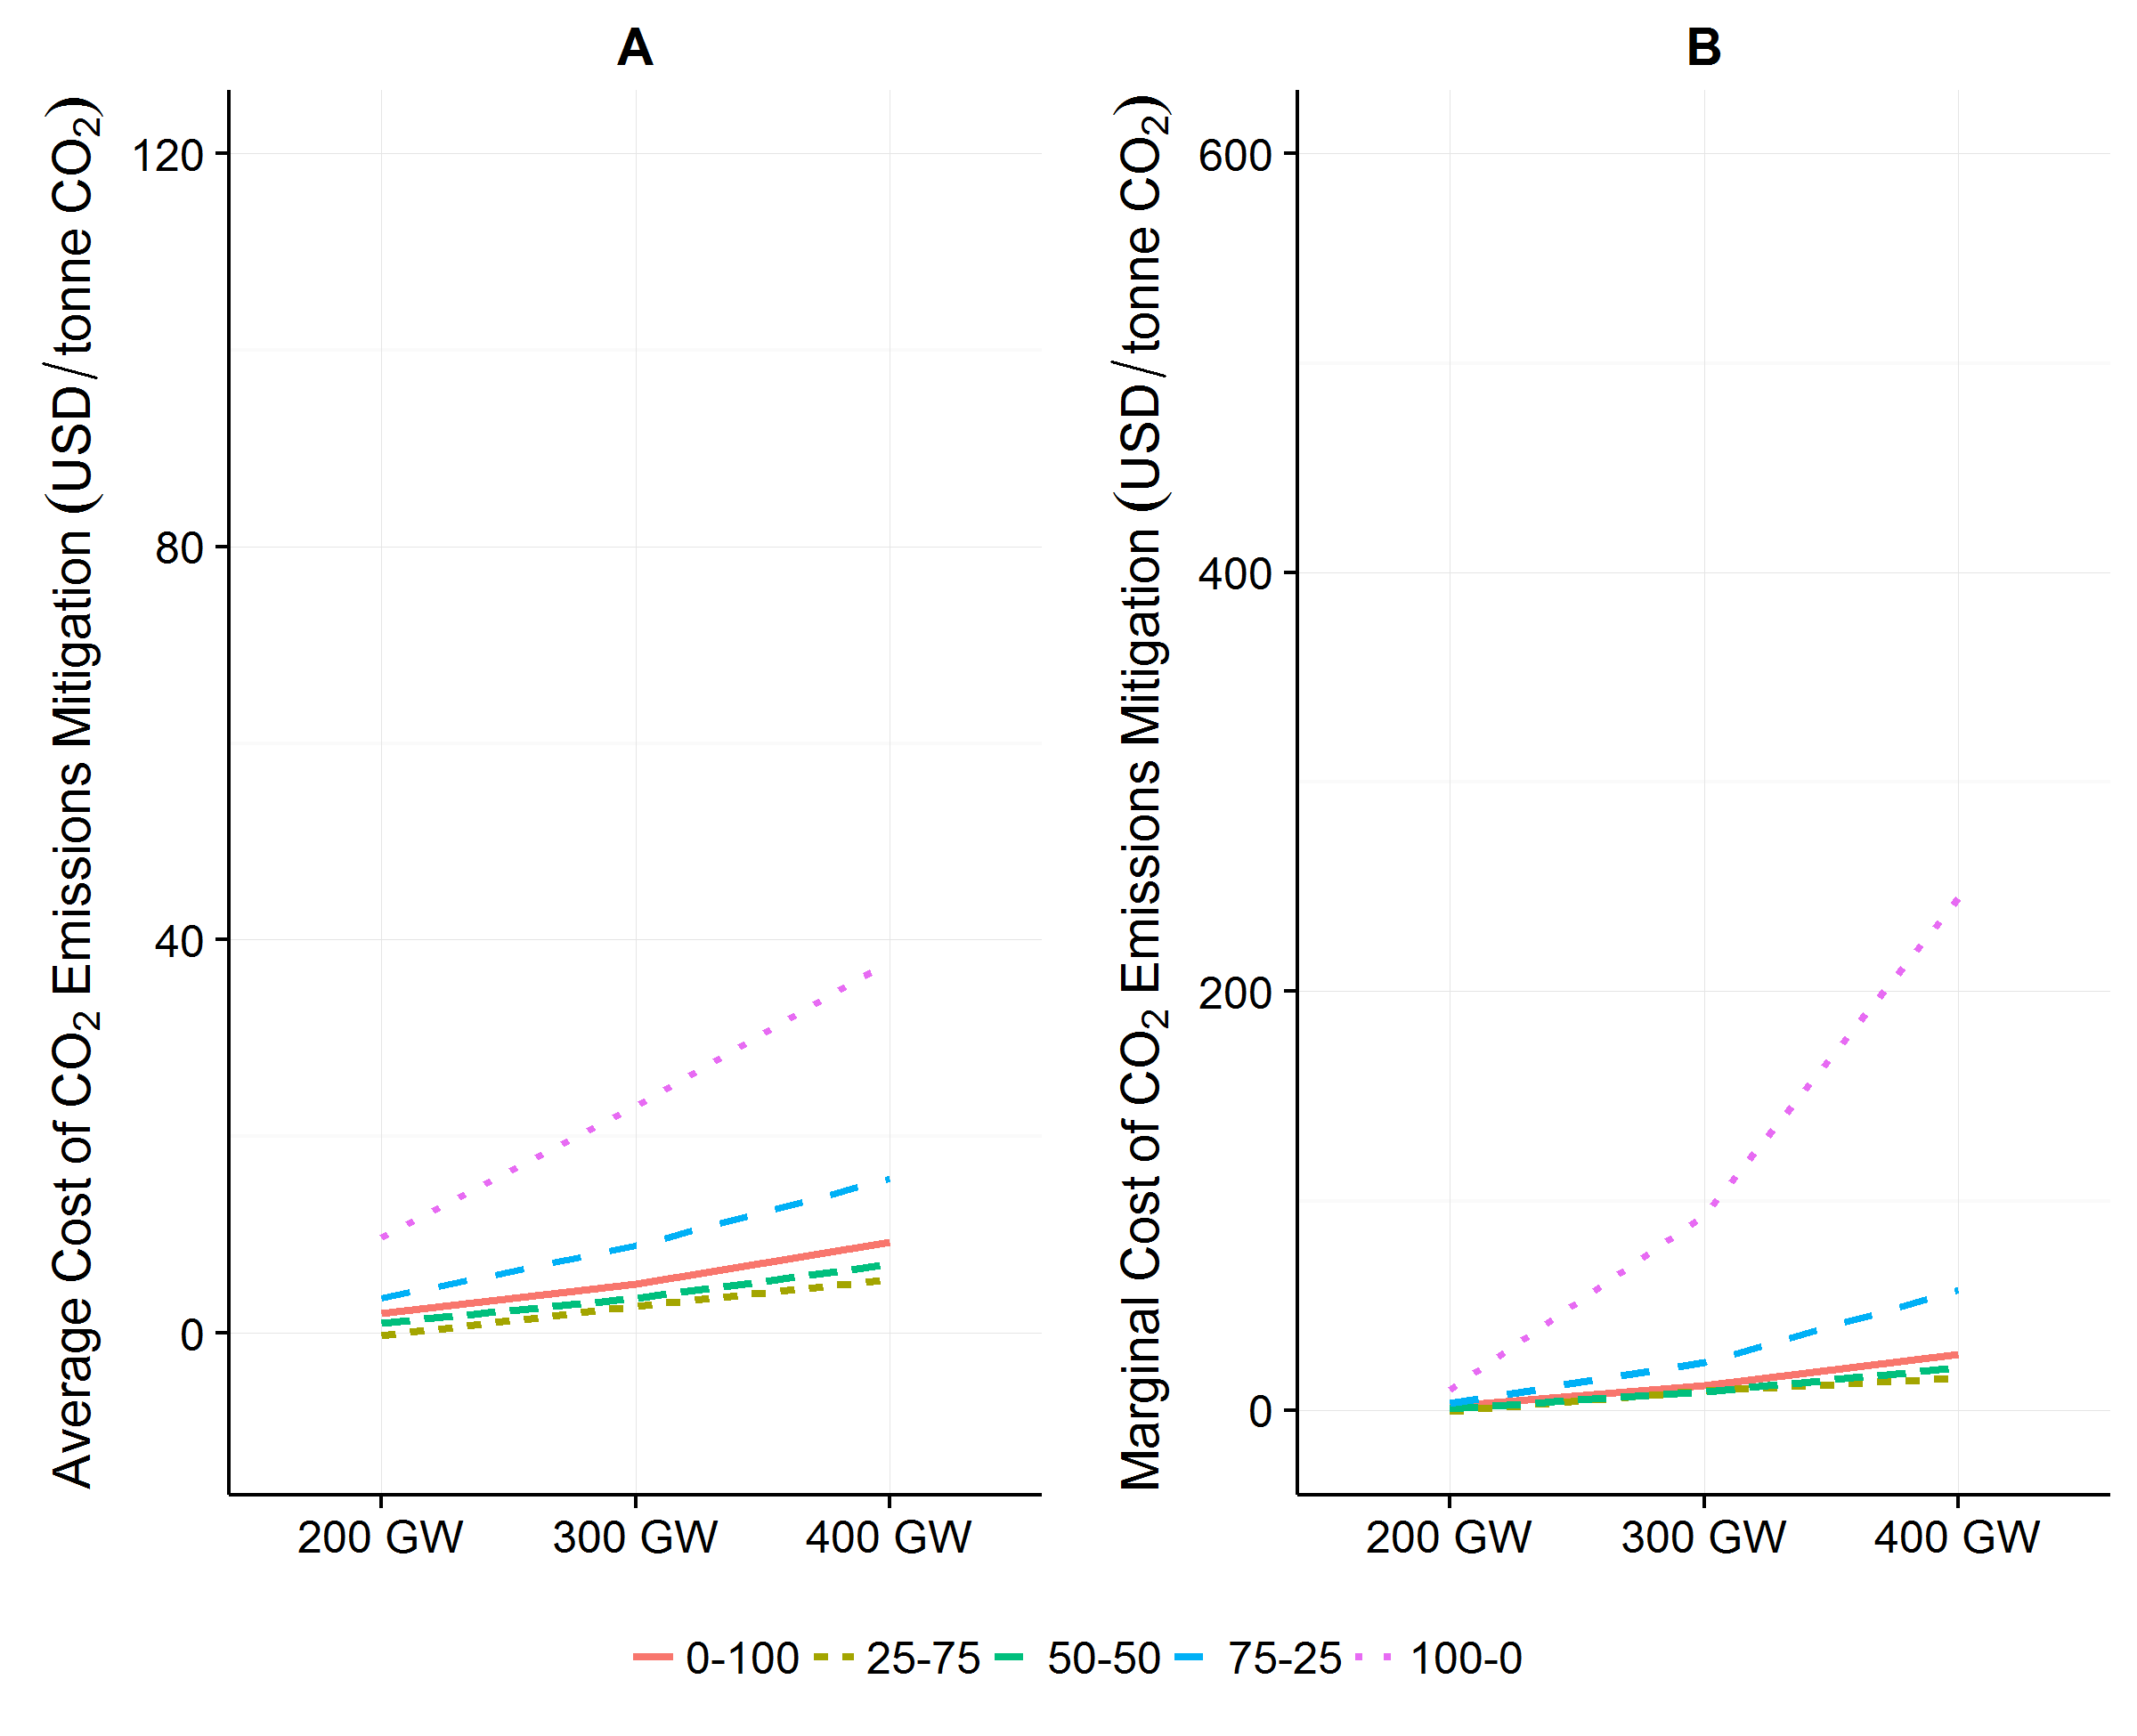 A
Average Cost of CO₂ Emissions Mitigation (USD/tonne CO₂)
120
80
40
0
200 GW 300 GW 400 GW
B
Marginal Cost of CO₂ Emissions Mitigation (USD/tonne CO₂)
600
400
200
0
200 GW 300 GW 400 GW
0-100 25-75 50-50 75-25 100-0